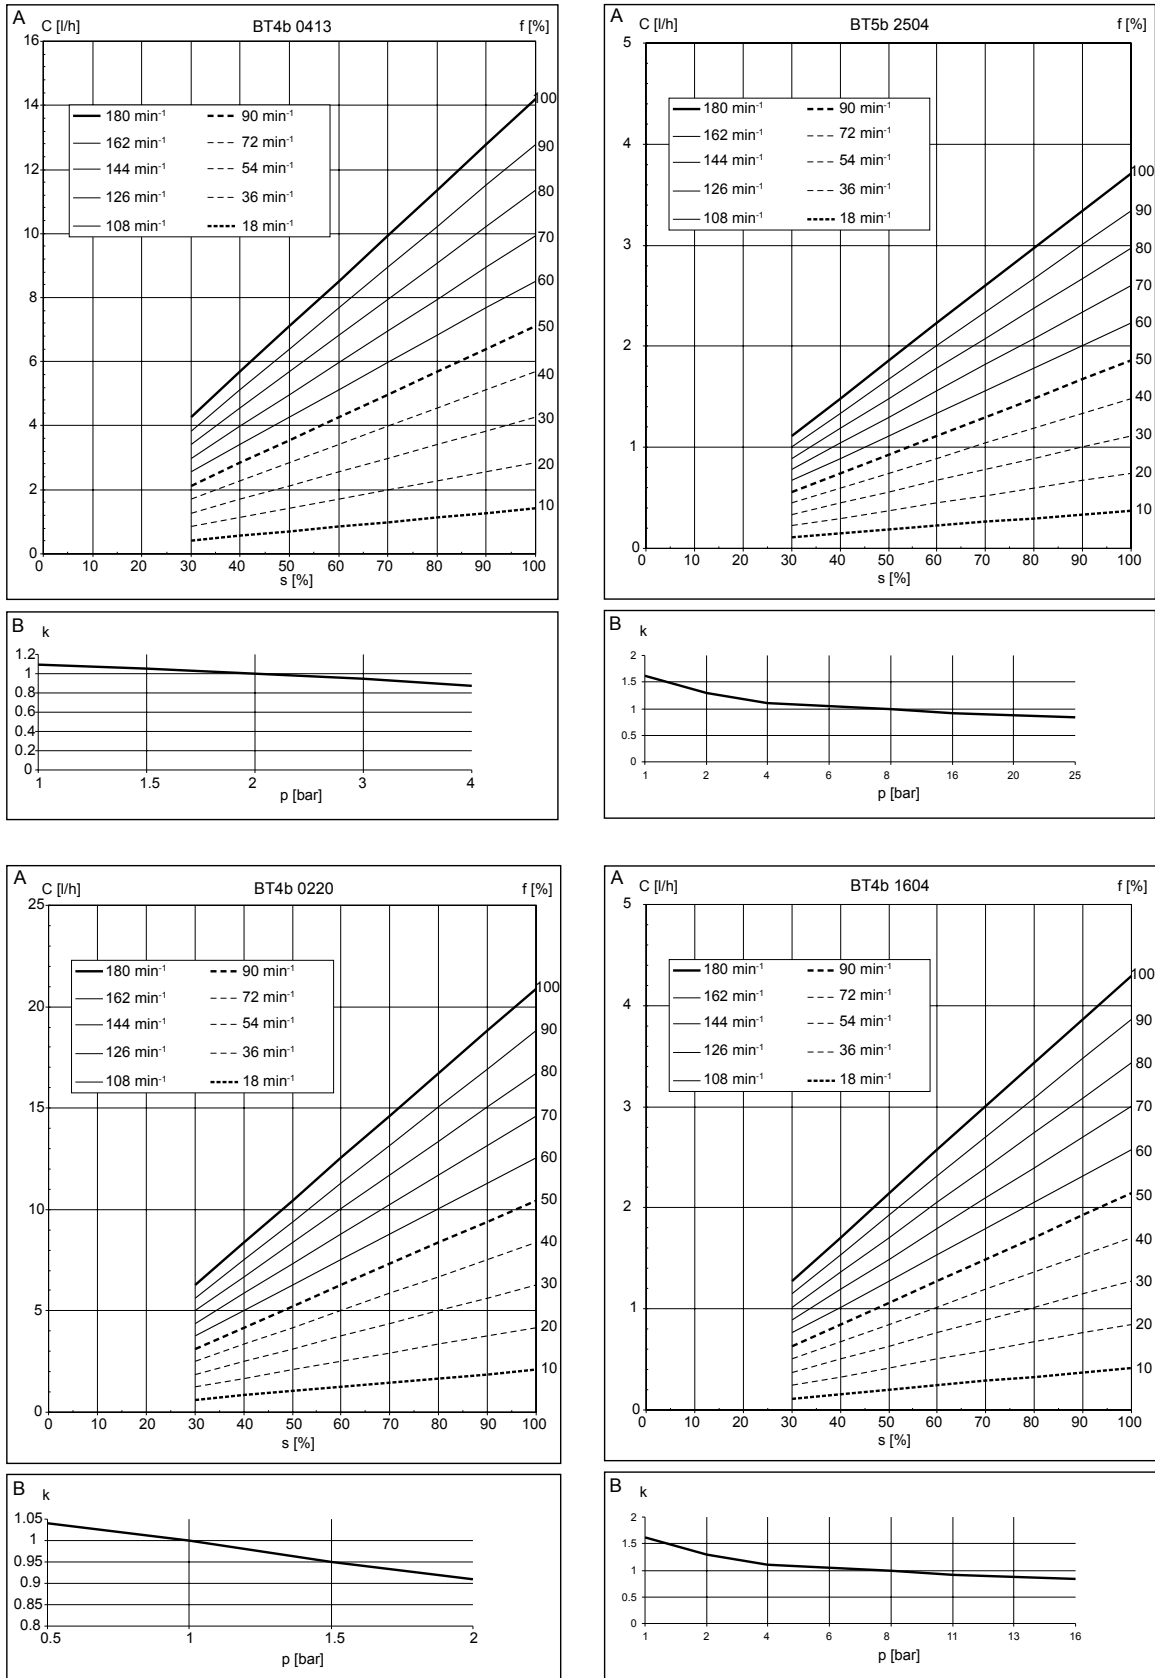 A
C [l/h]
BT4b 0413
f [%]
16
14
12
10
8
6
4
2
0
180 min-1
90 min-1
162 min-1
72 min-1
144 min-1
54 min-1
126 min-1
36 min-1
108 min-1
18 min-1
100
90
80
70
60
50
40
30
20
10
0 10 20 30 40 50 60 70 80 90 100
s [%]
B
k
1.2
1
0.8
0.6
0.4
0.2
0
1 1.5 2 3 4
p [bar]
A
C [l/h]
BT5b 2504
f [%]
5
4
3
2
1
0
180 min-1
90 min-1
162 min-1
72 min-1
144 min-1
54 min-1
126 min-1
36 min-1
108 min-1
18 min-1
100
90
80
70
60
50
40
30
20
10
0 10 20 30 40 50 60 70 80 90 100
s [%]
B
k
2
1.5
1
0.5
0
1 2 4 6 8 16 20 25
p [bar]
A
C [l/h]
BT4b 0220
f [%]
25
20
15
10
5
0
180 min-1
90 min-1
162 min-1
72 min-1
144 min-1
54 min-1
126 min-1
36 min-1
108 min-1
18 min-1
100
90
80
70
60
50
40
30
20
10
0 10 20 30 40 50 60 70 80 90 100
s [%]
B
k
1.05
1
0.95
0.9
0.85
0.8
0.5 1 1.5 2
p [bar]
A
C [l/h]
BT4b 1604
f [%]
5
4
3
2
1
0
180 min-1
90 min-1
162 min-1
72 min-1
144 min-1
54 min-1
126 min-1
36 min-1
108 min-1
18 min-1
100
90
80
70
60
50
40
30
20
10
0 10 20 30 40 50 60 70 80 90 100
s [%]
B
k
2
1.5
1
0.5
0
1 2 4 6 8 11 13 16
p [bar]